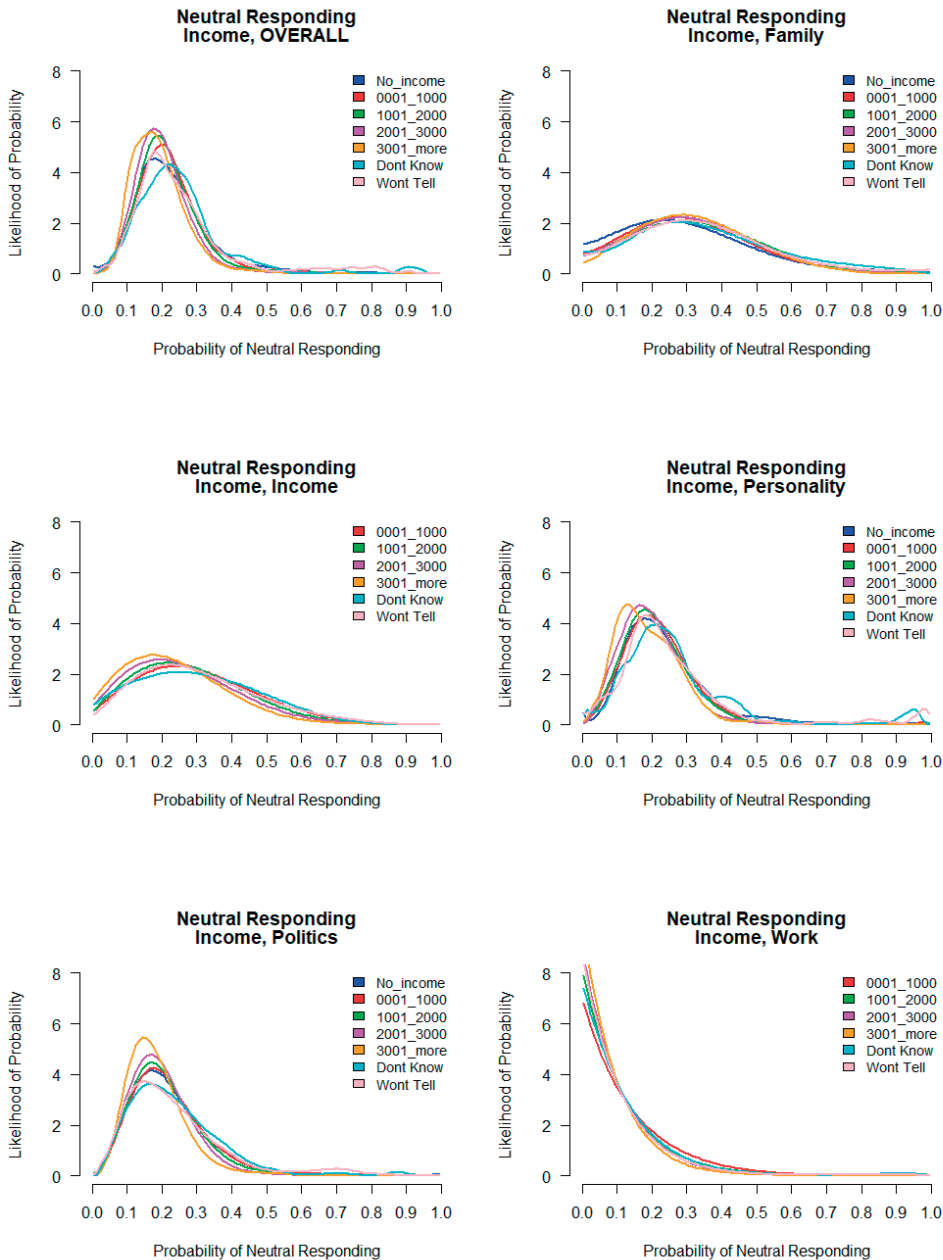 Neutral Responding
Income, OVERALL
Likelihood of Probability
8
6
4
2
0
No_income
0001_1000
1001_2000
2001_3000
3001_more
Dont Know
Wont Tell
0.0 0.1 0.2 0.3 0.4 0.5 0.6 0.7 0.8 0.9 1.0
Probability of Neutral Responding
Neutral Responding
Income, Family
Likelihood of Probability
8
6
4
2
0
No_income
0001_1000
1001_2000
2001_3000
3001_more
Dont Know
Wont Tell
0.0 0.1 0.2 0.3 0.4 0.5 0.6 0.7 0.8 0.9 1.0
Probability of Neutral Responding
Neutral Responding
Income, Income
Likelihood of Probability
8
6
4
2
0
0001_1000
1001_2000
2001_3000
3001_more
Dont Know
Wont Tell
0.0 0.1 0.2 0.3 0.4 0.5 0.6 0.7 0.8 0.9 1.0
Probability of Neutral Responding
Neutral Responding
Income, Personality
Likelihood of Probability
8
6
4
2
0
No_income
0001_1000
1001_2000
2001_3000
3001_more
Dont Know
Wont Tell
0.0 0.1 0.2 0.3 0.4 0.5 0.6 0.7 0.8 0.9 1.0
Probability of Neutral Responding
Neutral Responding
Income, Politics
Likelihood of Probability
8
6
4
2
0
No_income
0001_1000
1001_2000
2001_3000
3001_more
Dont Know
Wont Tell
0.0 0.1 0.2 0.3 0.4 0.5 0.6 0.7 0.8 0.9 1.0
Probability of Neutral Responding
Neutral Responding
Income, Work
Likelihood of Probability
8
6
4
2
0
0001_1000
1001_2000
2001_3000
3001_more
Dont Know
Wont Tell
0.0 0.1 0.2 0.3 0.4 0.5 0.6 0.7 0.8 0.9 1.0
Probability of Neutral Responding